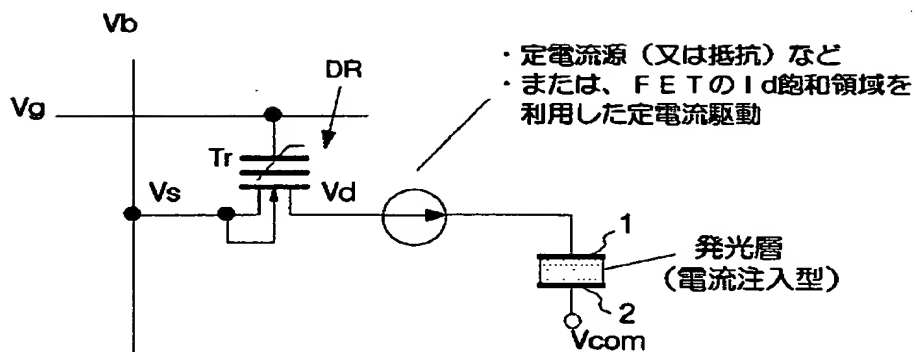 Vb
・定電流源（又は抵抗）など
・または、ＦＥＴのＩｄ飽和領域を
利用した定電流駆動
DR
Vg
Tr
Vs
Vd
1
発光層
（電流注入型）
2
Vcom